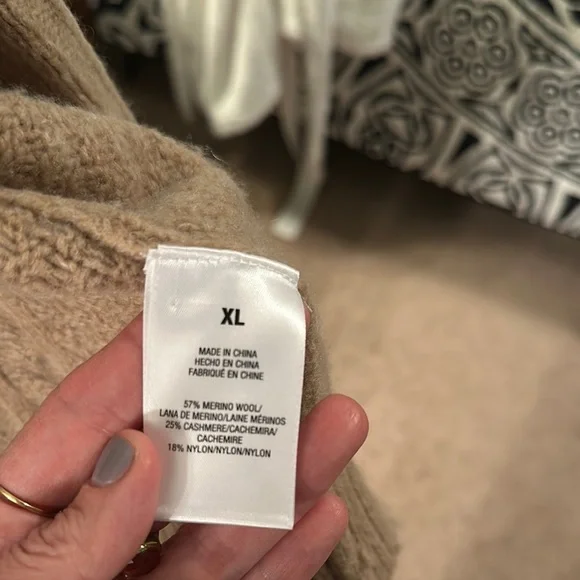 XL
MADE IN CHINA
HECHO EN CHINA
FABRIQUÉ EN CHINE
57% MERINO WOOL/
LANA DE MERINO/LAINE MÉRINOS
25% CASHMERE/CACHEMIRA/
CACHEMIRE
18% NYLON/NYLON/NYLON